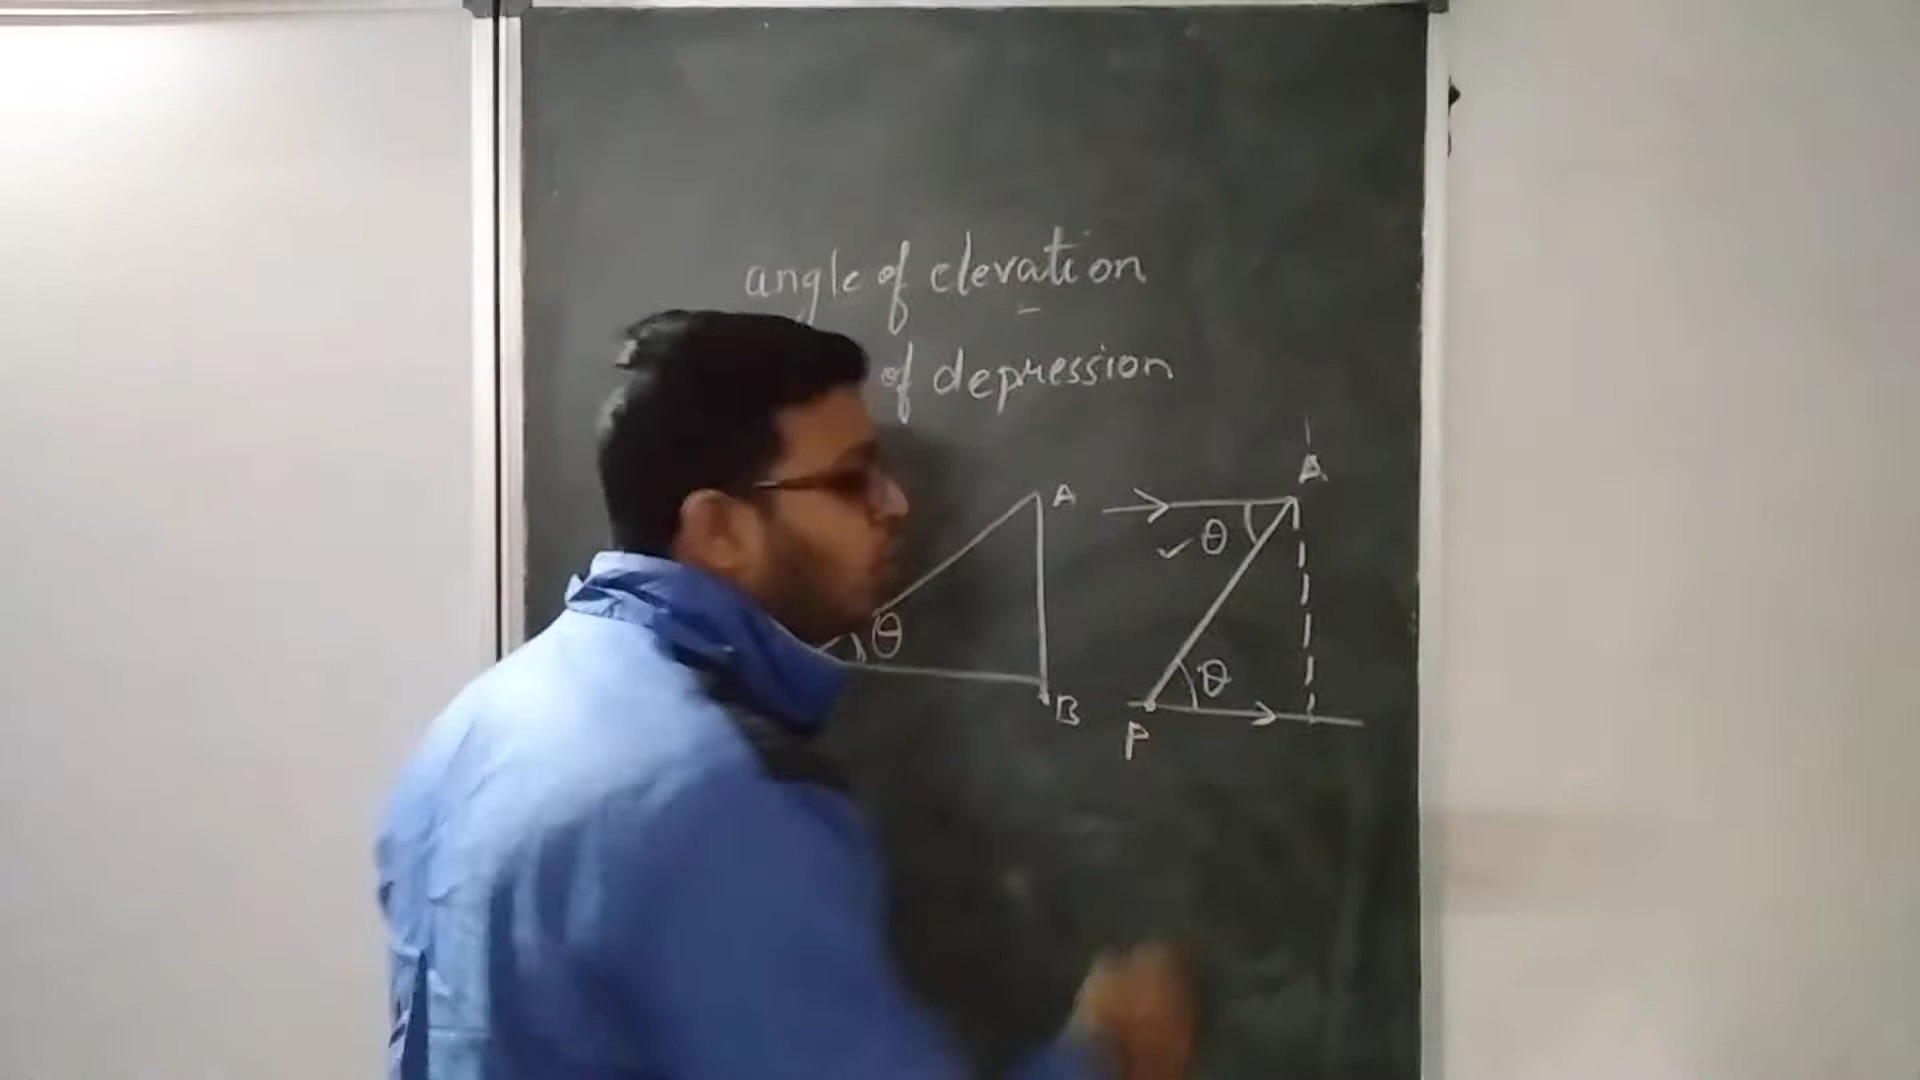 angle of elevation
of depression
A
A
θ
θ
θ
B
P